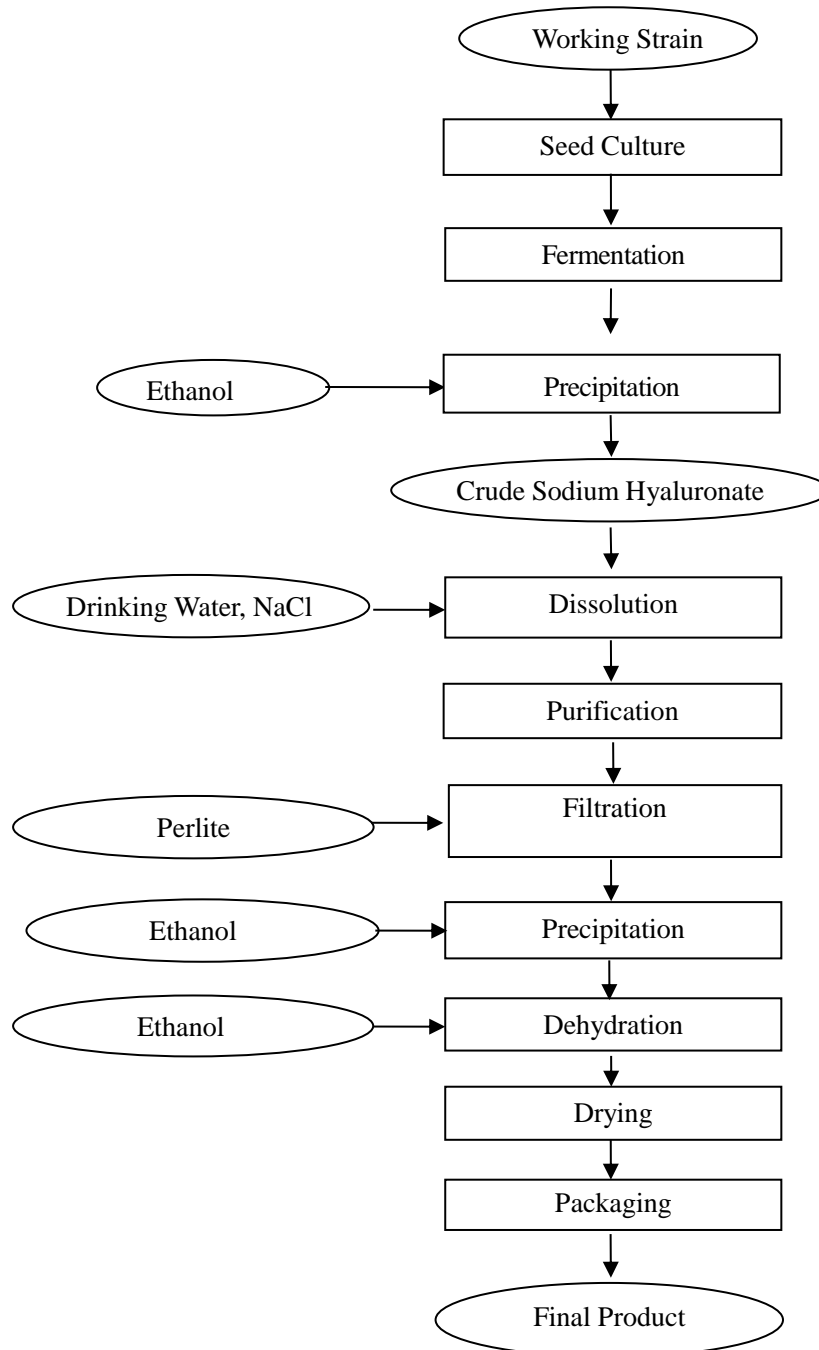 Working Strain
Seed Culture
Fermentation
Ethanol
Precipitation
Crude Sodium Hyaluronate
Drinking Water, NaCl
Dissolution
Purification
Perlite
Filtration
Ethanol
Precipitation
Ethanol
Dehydration
Drying
Packaging
Final Product